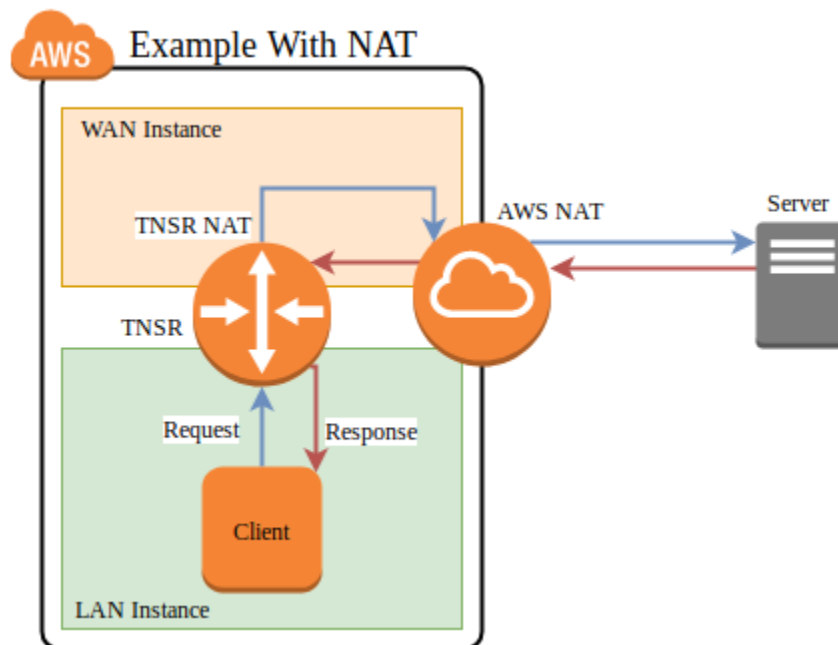 AWS
Example With NAT
WAN Instance
AWS NAT
Server
TNSR NAT
TNSR
Request
Response
Client
LAN Instance